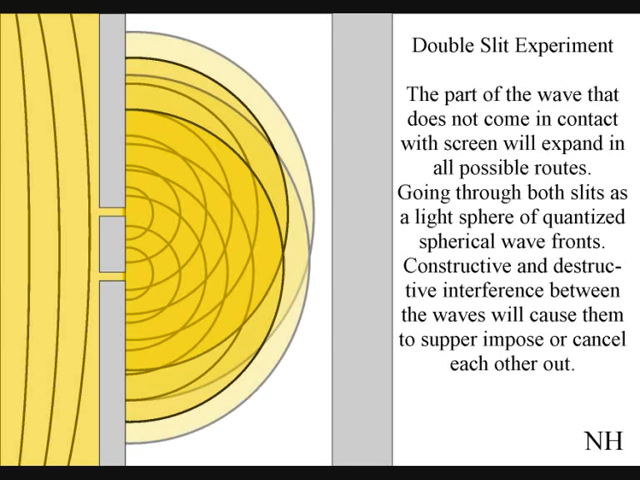 Double Slit Experiment
The part of the wave that
does not come in contact
with screen will expand in
all possible routes.
Going through both slits as
a light sphere of quantized
spherical wave fronts.
Constructive and destruc-
tive interference between
the waves will cause them
to supper impose or cancel
each other out.
NH